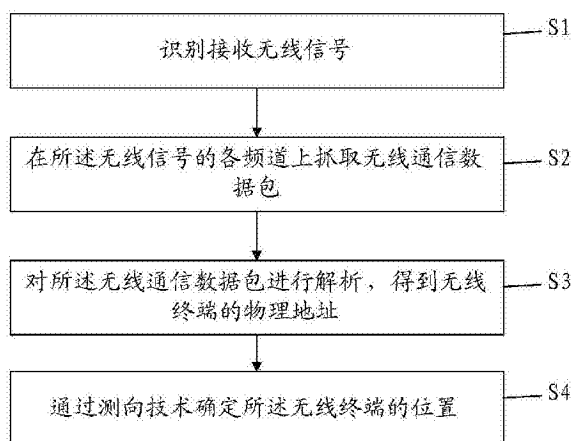 识别接收无线信号
S1
在所述无线信号的各频道上抓取无线通信数
据包
S2
对所述无线通信数据包进行解析，得到无线
终端的物理地址
S3
通过测向技术确定所述无线终端的位置
S4